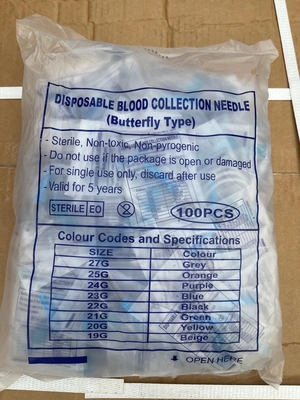 DISPOSABLE BLOOD COLLECTION NEEDLE
(Butterfly Type)
- Sterile, Non-toxic, Non-pyrogenic
- Do not use if the package is open or damaged
- For single use only, discard after use
- Valid for 5 years
STERILE EO
100PCS
Colour Codes and Specifications
SIZE Colour
27G Grey
25G Orange
24G Purple
23G Blue
22G Black
21G Green
20G Yellow
19G Beige
OPEN HERE